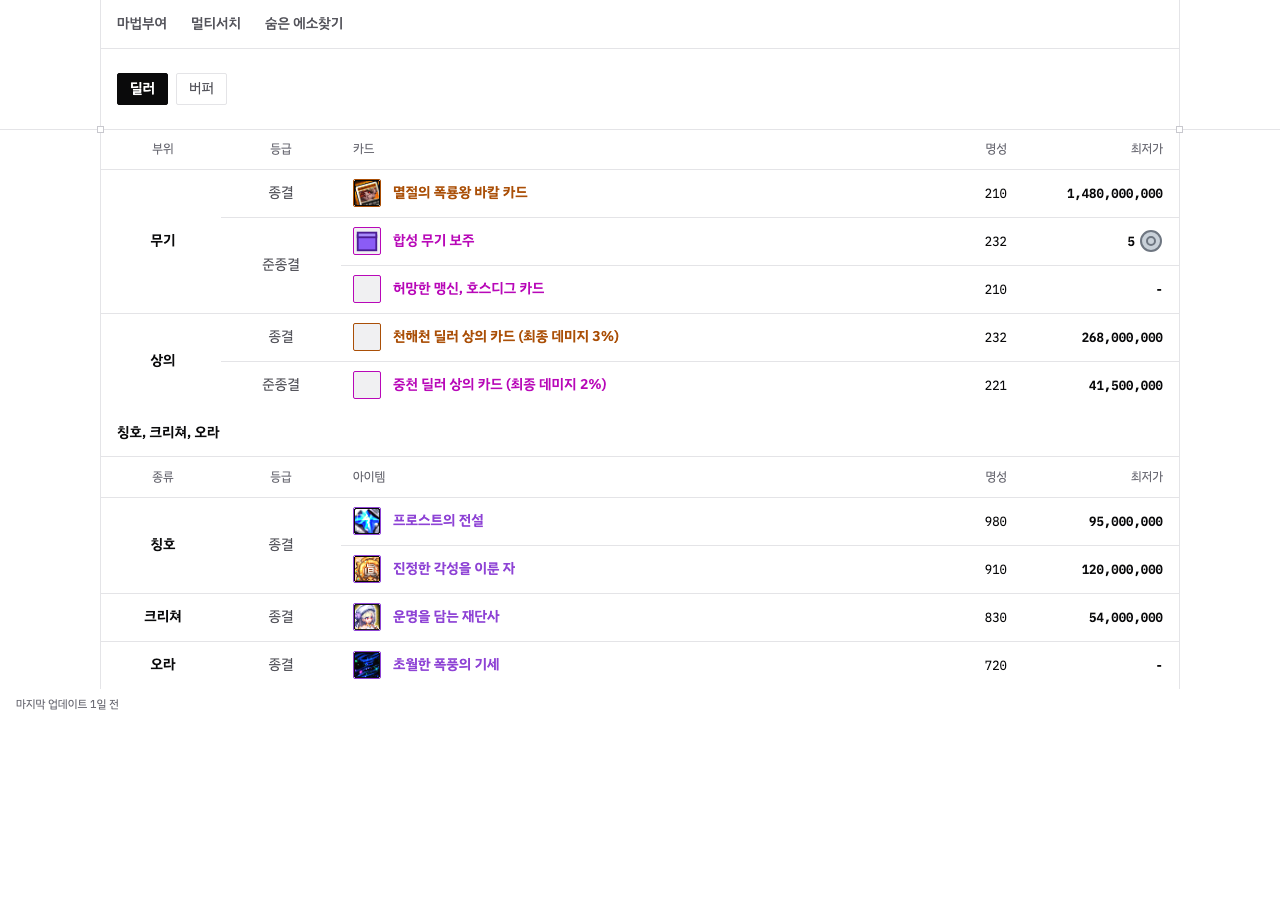 마법부여 멀티서치 숨은 에소찾기
딜러 버퍼
부위 등급 카드 명성 최저가
무기 종결 멸절의 폭룡왕 바칼 카드 210 1,480,000,000
준종결 합성 무기 보주 232 5
허망한 맹신, 호스디그 카드 210 -
상의 종결 천해천 딜러 상의 카드 (최종 데미지 3%) 232 268,000,000
준종결 중천 딜러 상의 카드 (최종 데미지 2%) 221 41,500,000
칭호, 크리쳐, 오라
종류 등급 아이템 명성 최저가
칭호 종결 프로스트의 전설 980 95,000,000
진정한 각성을 이룬 자 910 120,000,000
크리쳐 종결 운명을 담는 재단사 830 54,000,000
오라 종결 초월한 폭풍의 기세 720 -
마지막 업데이트 1일 전